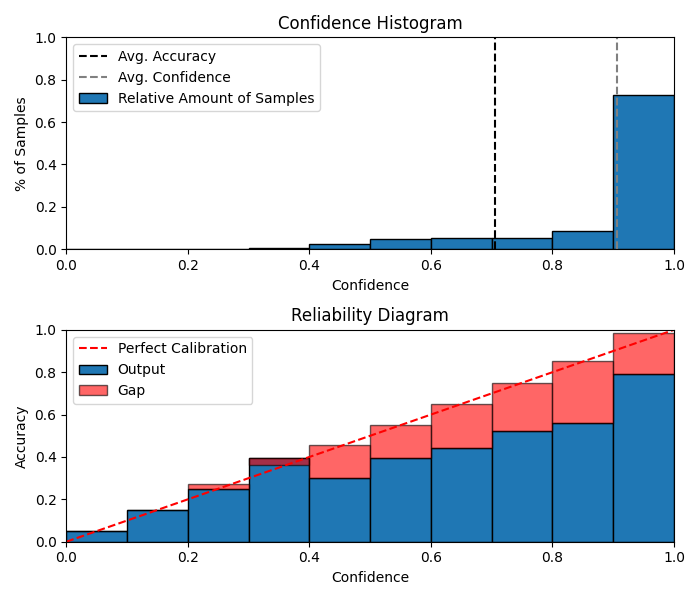 Confidence Histogram
1.0
0.8
0.6
0.4
0.2
0.0
% of Samples
Avg. Accuracy
Avg. Confidence
Relative Amount of Samples
0.0 0.2 0.4 0.6 0.8 1.0
Confidence
Reliability Diagram
1.0
0.8
0.6
0.4
0.2
0.0
Accuracy
Perfect Calibration
Output
Gap
0.0 0.2 0.4 0.6 0.8 1.0
Confidence